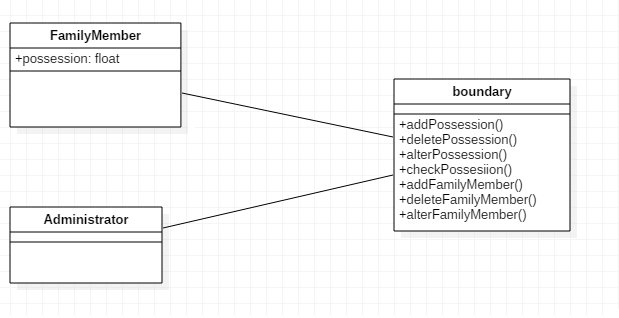 FamilyMember
+possession: float
boundary
+addPossession()
+deletePossession()
+alterPossession()
+checkPossesiion()
+addFamilyMember()
+deleteFamilyMember()
+alterFamilyMember()
Administrator